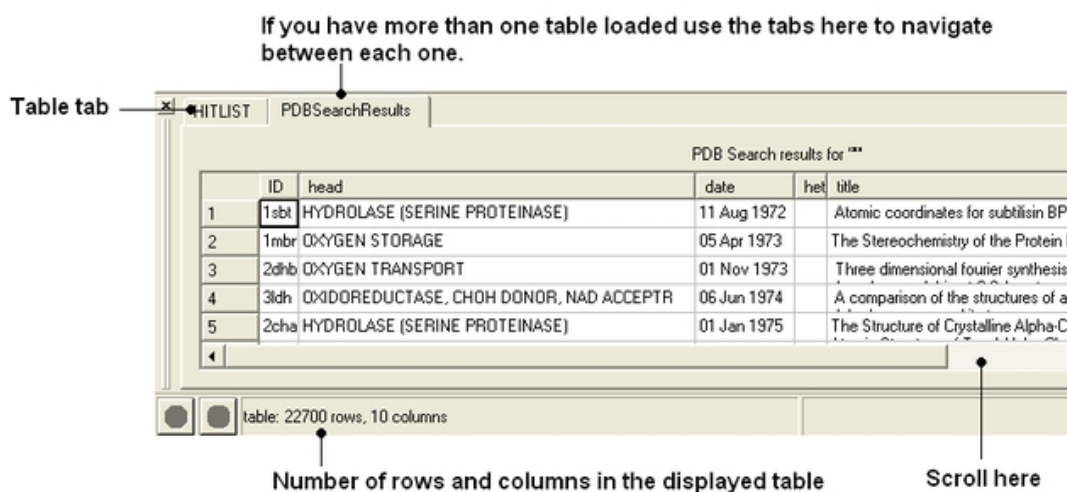 If you have more than one table loaded use the tabs here to navigate
between each one.
Table tab
HITLIST PDBSearchResults
PDB Search results for ""
ID head date het title
1 1sbt HYDROLASE (SERINE PROTEINASE) 11 Aug 1972 Atomic coordinates for subtilisin BP
2 1mbr OXYGEN STORAGE 05 Apr 1973 The Stereochemistry of the Protein
3 2dhb OXYGEN TRANSPORT 01 Nov 1973 Three dimensional fourier synthesis
4 3ldh OXIDOREDUCTASE, CHOH DONOR, NAD ACCEPTR 06 Jun 1974 A comparison of the structures of a
5 2cha HYDROLASE (SERINE PROTEINASE) 01 Jan 1975 The Structure of Crystalline Alpha-C
table: 22700 rows, 10 columns
Number of rows and columns in the displayed table
Scroll here